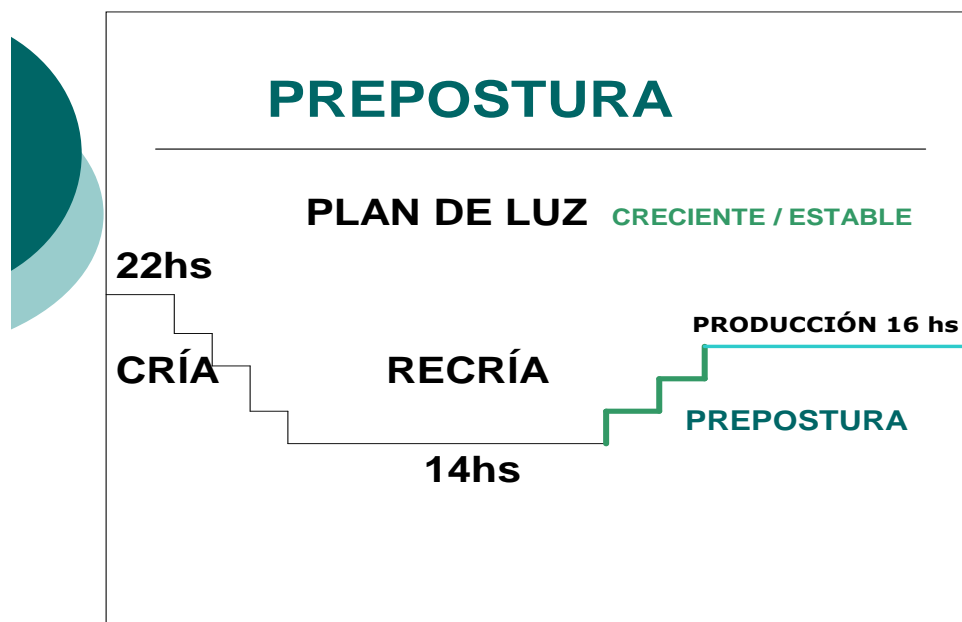 PREPOSTURA
PLAN DE LUZ CRECIENTE / ESTABLE
22hs
PRODUCCIÓN 16 hs
CRÍA
RECRÍA
PREPOSTURA
14hs